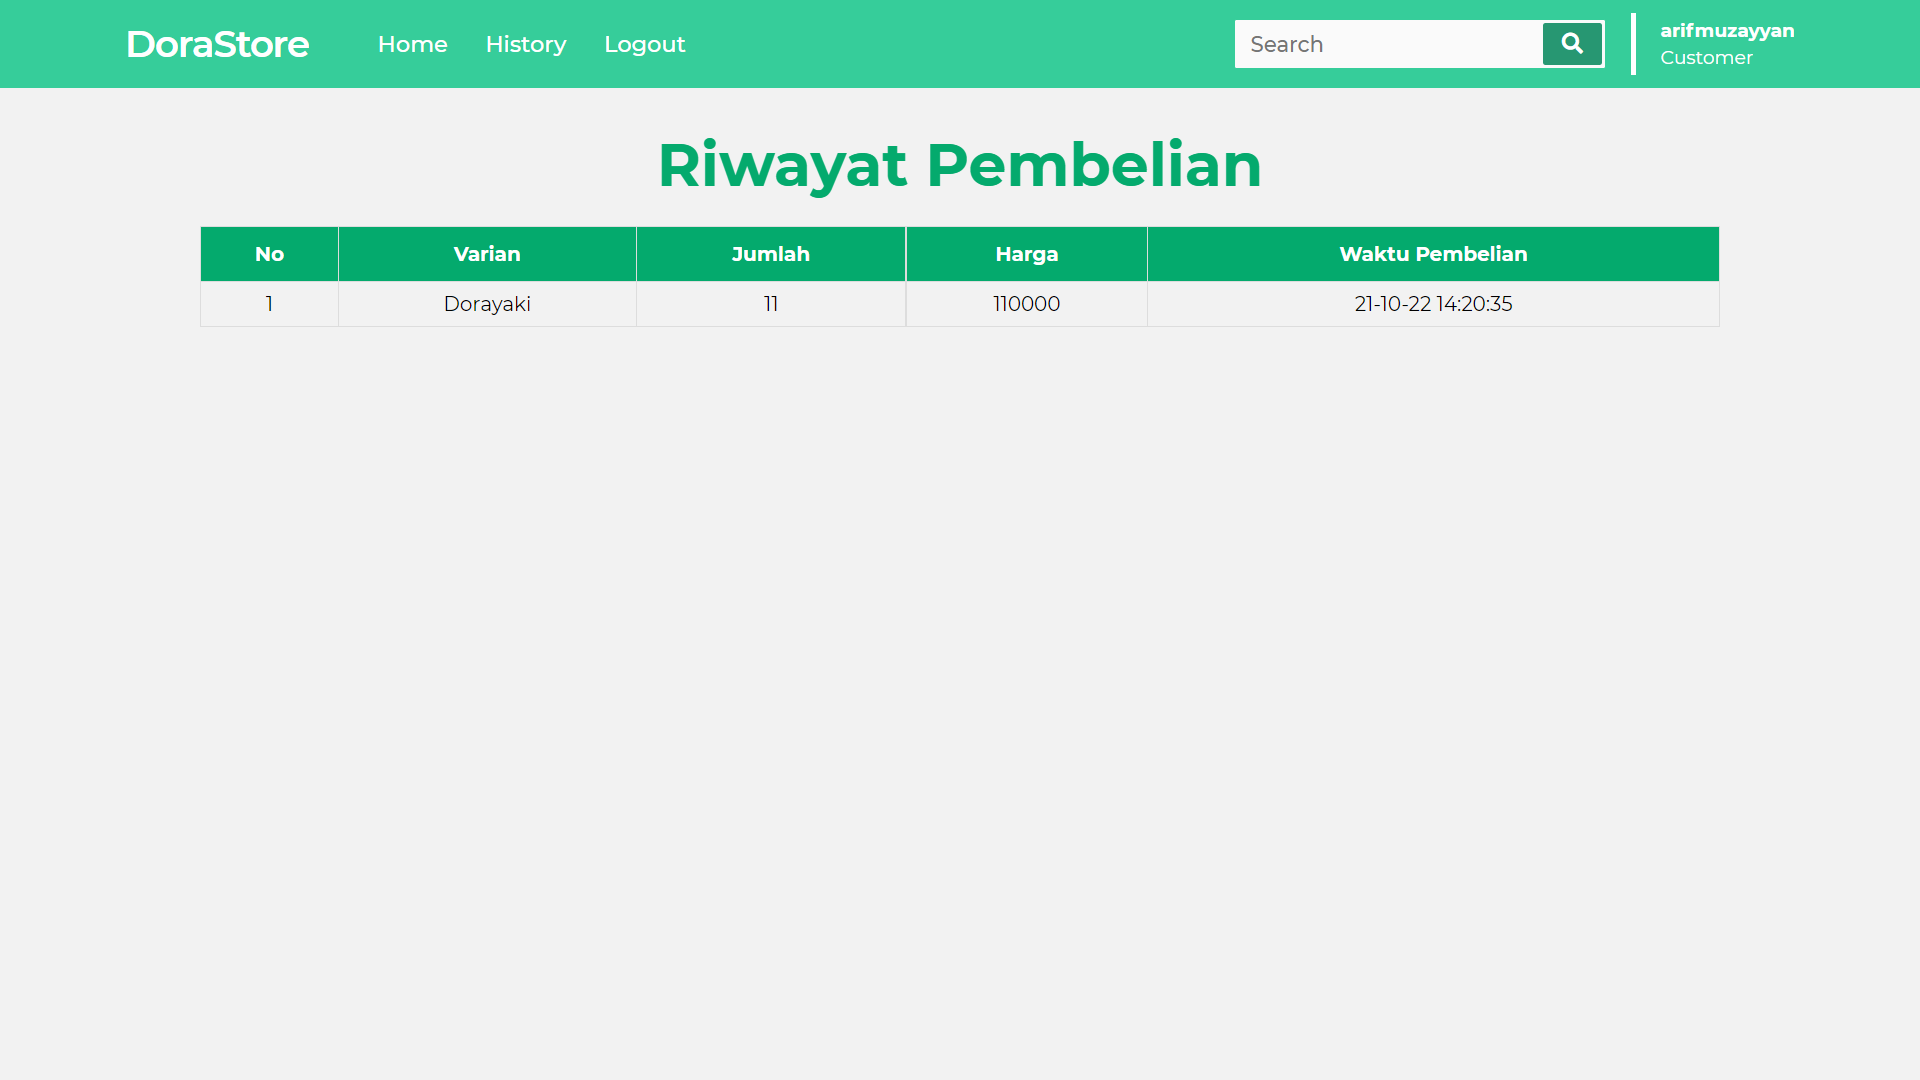 DoraStore Home History Logout Search arifmuzayyan
Customer
Riwayat Pembelian
No Varian Jumlah Harga Waktu Pembelian
1 Dorayaki 11 110000 21-10-22 14:20:35